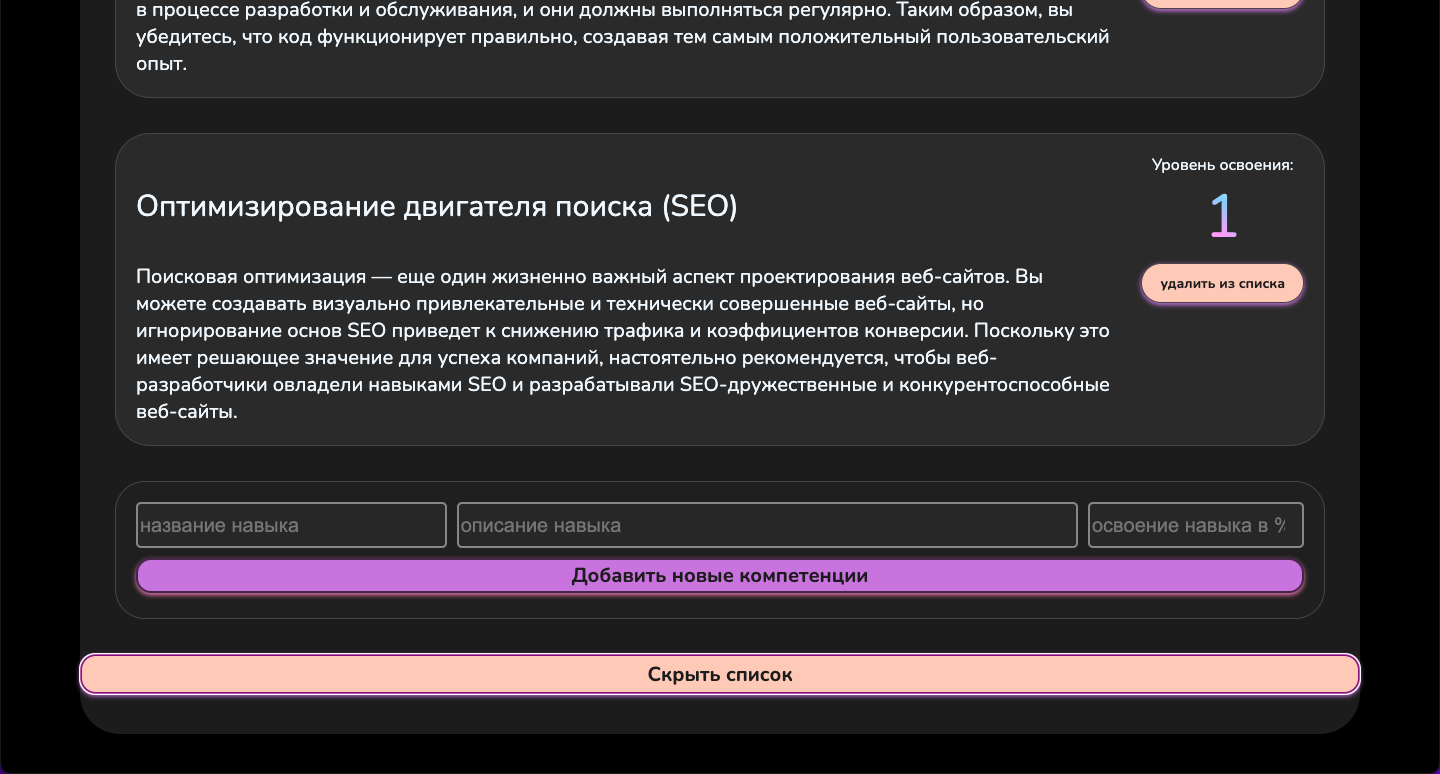 в процессе разработки и обслуживания, и они должны выполняться регулярно. Таким образом, вы
убедитесь, что код функционирует правильно, создавая тем самым положительный пользовательский
опыт.
Уровень освоения:
1
удалить из списка
Оптимизирование двигателя поиска (SEO)
Поисковая оптимизация — еще один жизненно важный аспект проектирования веб-сайтов. Вы
можете создавать визуально привлекательные и технически совершенные веб-сайты, но
игнорирование основ SEO приведет к снижению трафика и коэффициентов конверсии. Поскольку это
имеет решающее значение для успеха компаний, настоятельно рекомендуется, чтобы веб-
разработчики овладели навыками SEO и разрабатывали SEO-дружественные и конкурентоспособные
веб-сайты.
название навыка
описание навыка
освоение навыка в %
Добавить новые компетенции
Скрыть список